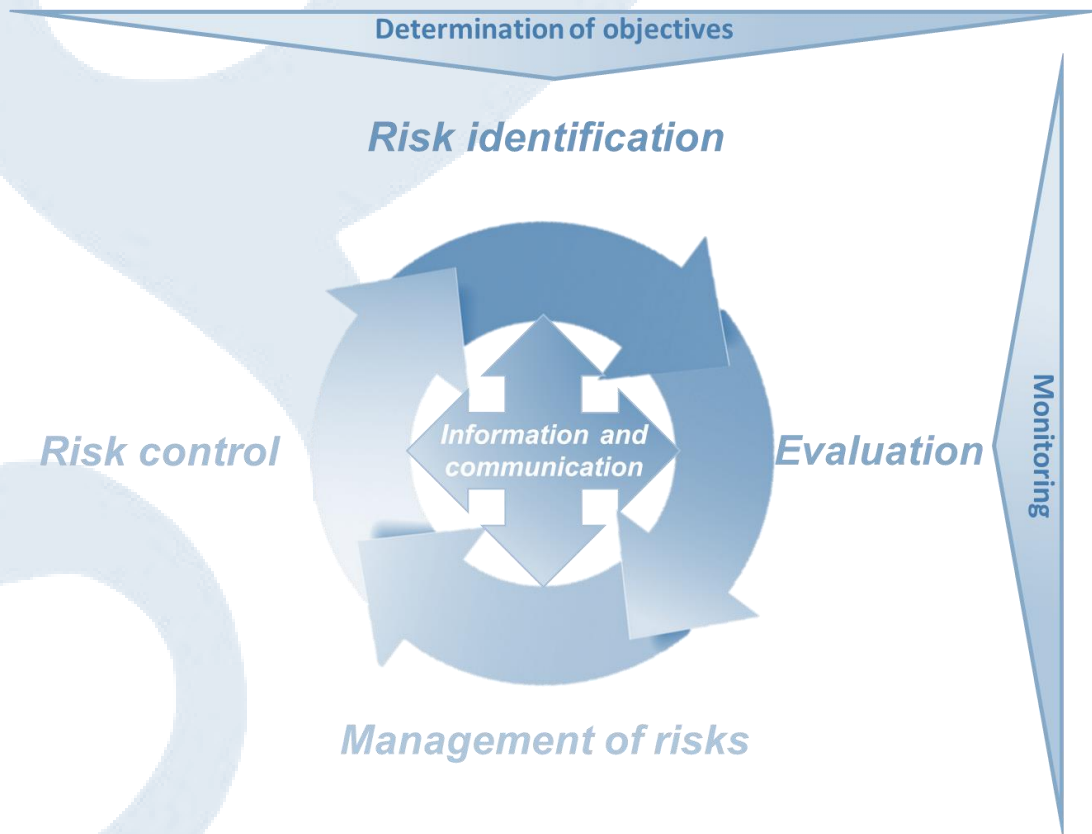 Determination of objectives
Risk identification
Risk control
Information and
communication
Evaluation
Monitoring
Management of risks